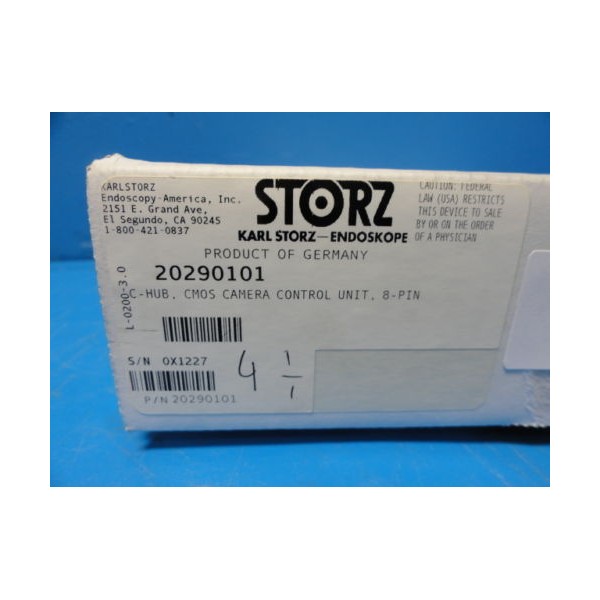 KARLSTORZ
Endoscopy-America, Inc.
2151 E. Grand Ave,
El Segundo, CA 90245
1-800-421-0837
STORZ
KARL STORZ—ENDOSKOPE
CAUTION: FEDERAL
LAW (USA) RESTRICTS
THIS DEVICE TO SALE
BY OR ON THE ORDER
OF A PHYSICIAN
PRODUCT OF GERMANY
20290101
C-HUB, CMOS CAMERA CONTROL UNIT, 8-PIN
L-0200-3.0
S/N 0X1227
4 1/1
P/N 20290101